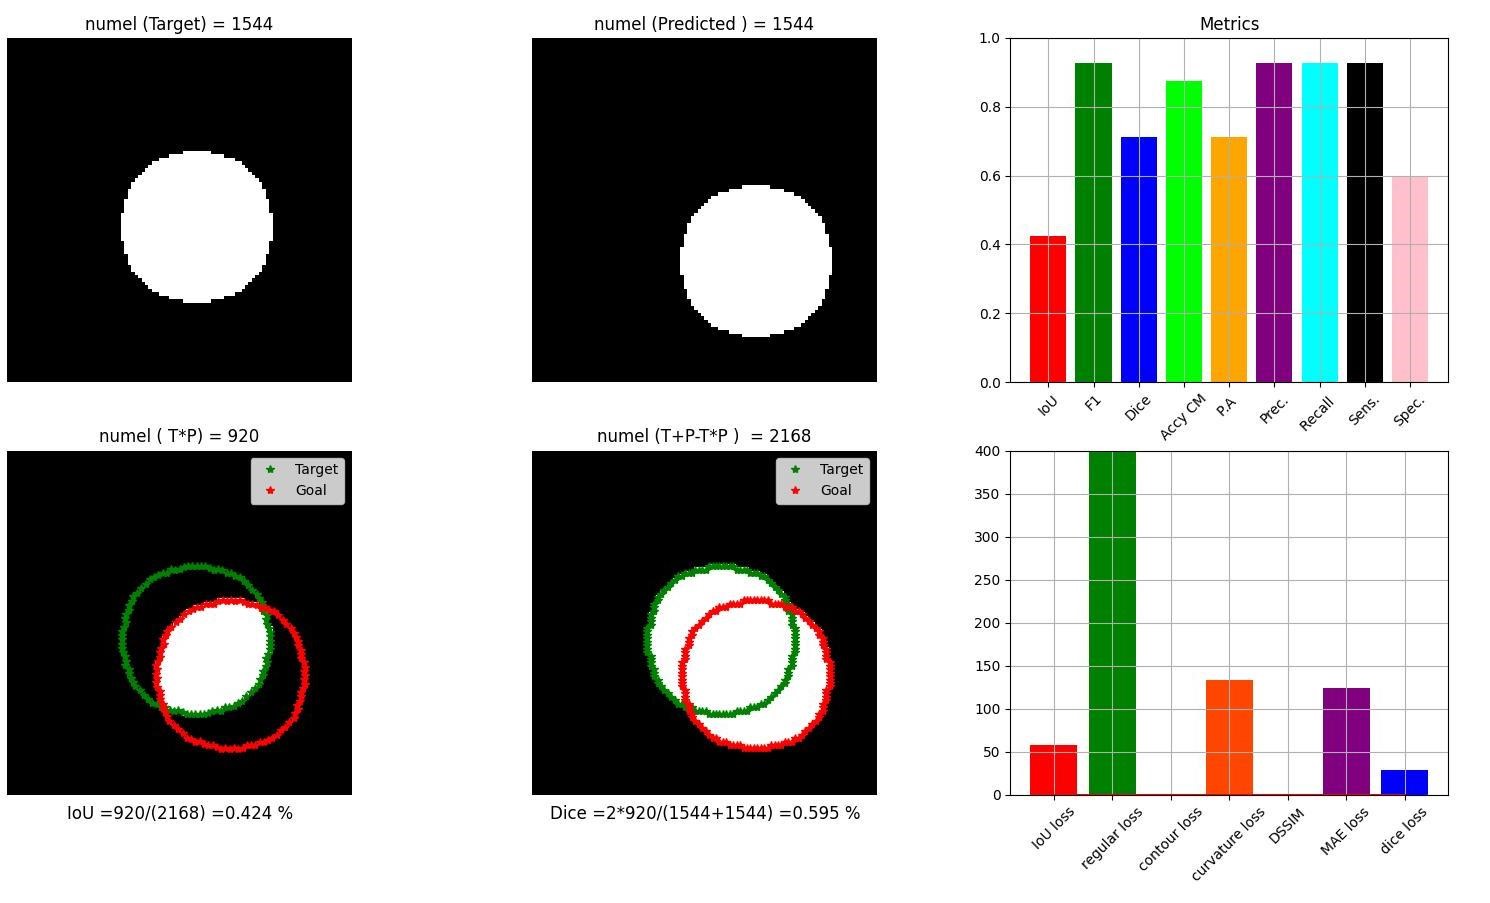 numel (Target) = 1544
numel (Predicted ) = 1544
Metrics
1.0
0.8
0.6
0.4
0.2
0.0
IoU
F1
Dice
Accy CM
P.A
Prec.
Recall
Sens.
Spec.
numel ( T*P) = 920
Target
Goal
IoU =920/(2168) =0.424 %
numel (T+P-T*P ) = 2168
Target
Goal
Dice =2*920/(1544+1544) =0.595 %
400
350
300
250
200
150
100
50
0
IoU loss
regular loss
contour loss
curvature loss
DSSIM
MAE loss
dice loss